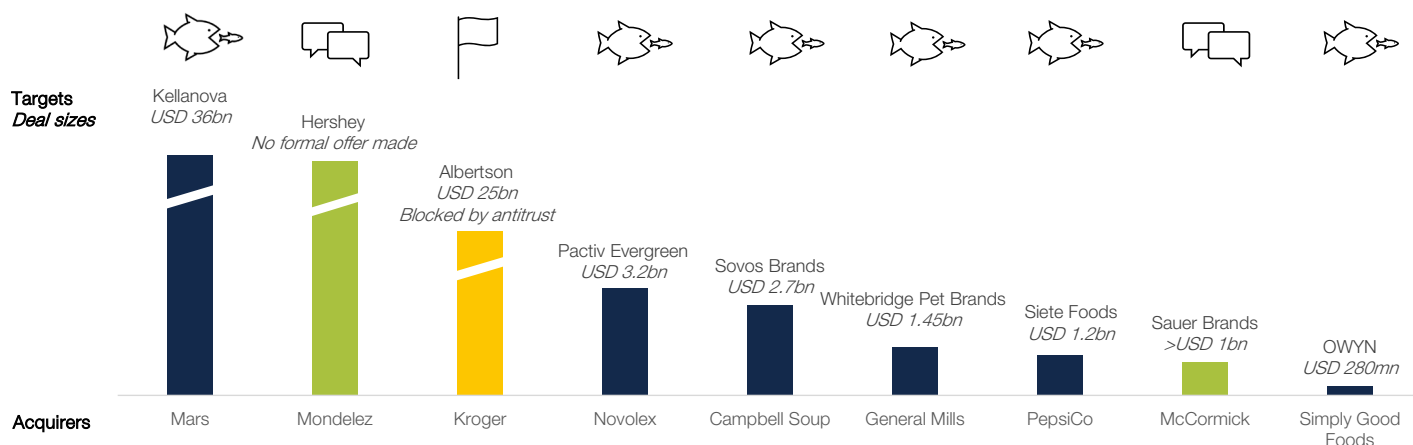 Targets
Deal sizes
Kellanova
USD 36bn
Hershey
No formal offer made
Albertson
USD 25bn
Blocked by antitrust
Pactiv Evergreen
USD 3.2bn
Sovos Brands
USD 2.7bn
Whitebridge Pet Brands
USD 1.45bn
Siete Foods
USD 1.2bn
Sauer Brands
>USD 1bn
OWYN
USD 280mn
Acquirers
Mars
Mondelez
Kroger
Novolex
Campbell Soup
General Mills
PepsiCo
McCormick
Simply Good
Foods